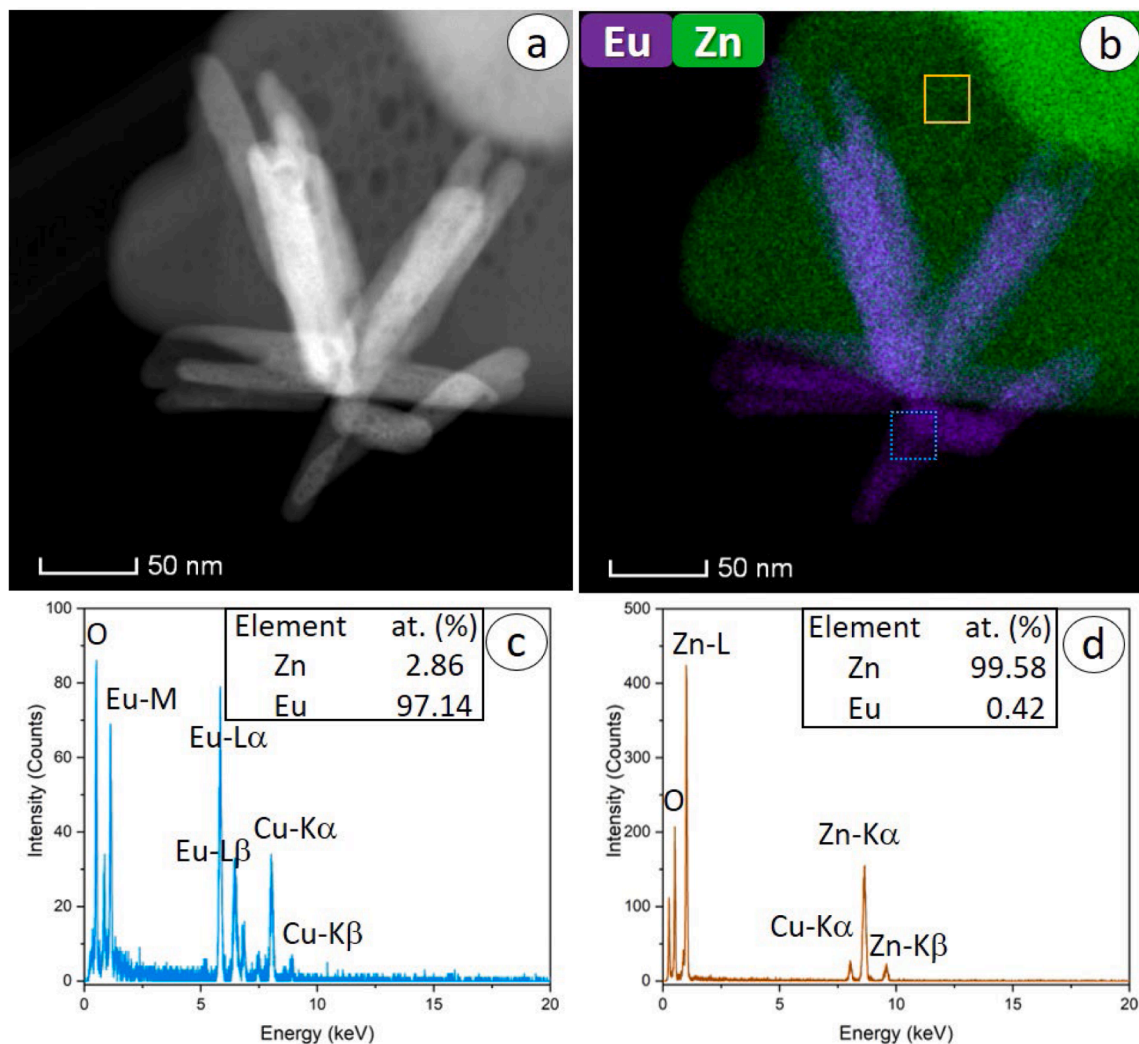 a
Eu Zn
b
50 nm
50 nm
100
80
60
40
20
0
Intensity (Counts)
0 5 10 15 20
Energy (keV)
O
Eu-M
Eu-Lα
Eu-Lβ
Cu-Kα
Cu-Kβ
Element at. (%)
Zn 2.86
Eu 97.14
c
500
400
300
200
100
0
Intensity (Counts)
0 5 10 15 20
Energy (keV)
Zn-L
O
Zn-Kα
Cu-Kα
Zn-Kβ
Element at. (%)
Zn 99.58
Eu 0.42
d